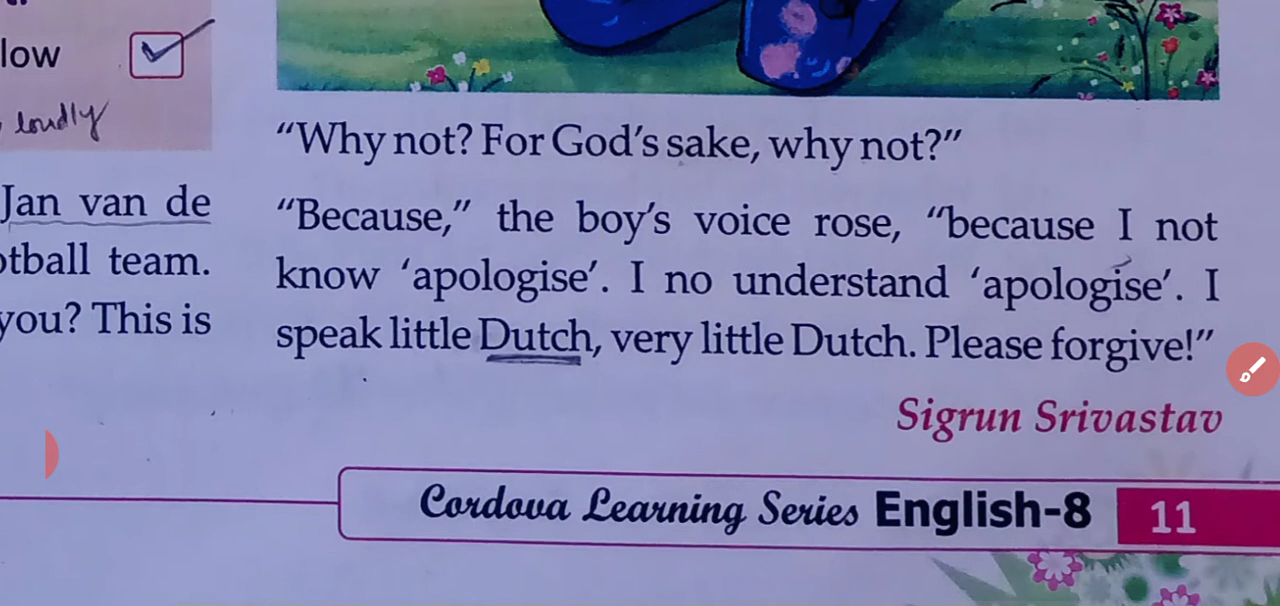 low
loudly
Jan van de
otball team.
you? This is
“Why not? For God’s sake, why not?”
“Because,” the boy’s voice rose, “because I not
know ‘apologise’. I no understand ‘apologise’. I
speak little Dutch, very little Dutch. Please forgive!”
Sigrun Srivastav
Cordova Learning Series English-8 11